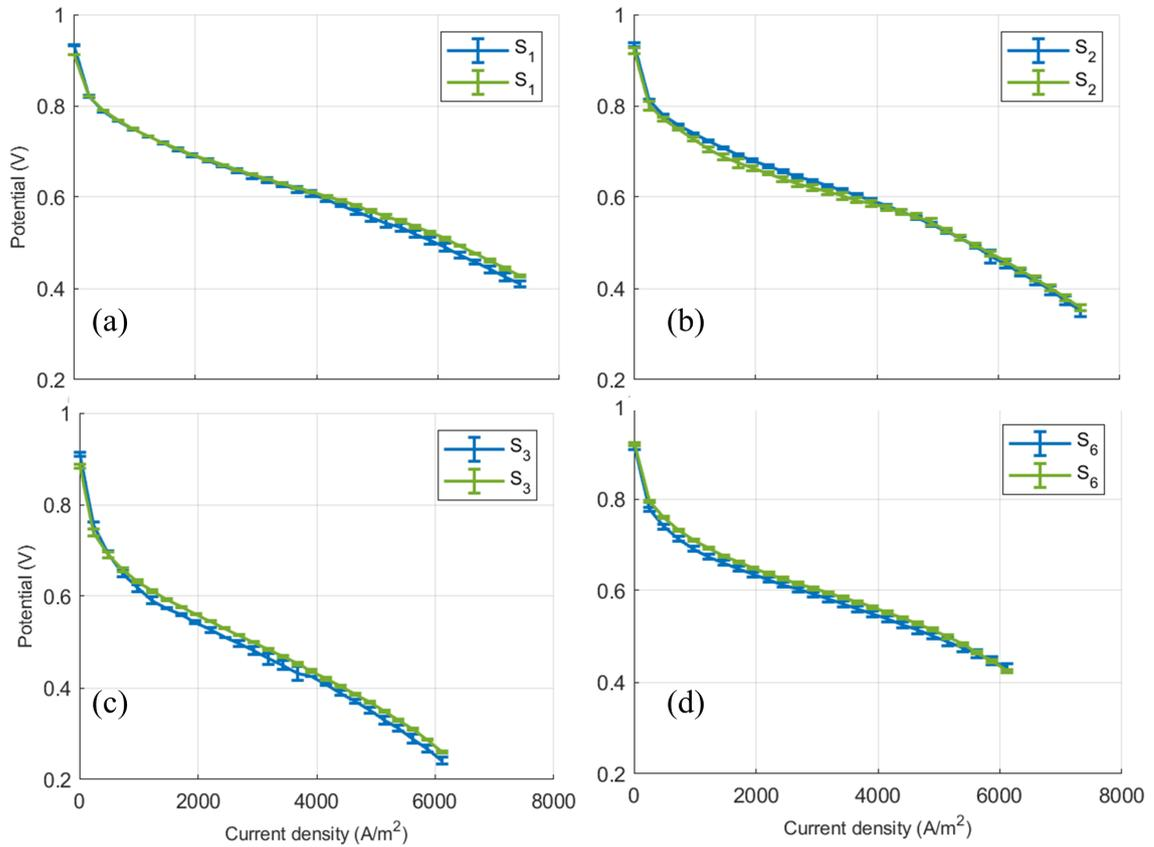 1
0.8
0.6
0.4
0.2
Potential (V)
S1
S1
(a)
1
0.8
0.6
0.4
0.2
S2
S2
(b)
1
0.8
0.6
0.4
0.2
Potential (V)
S3
S3
(c)
0 2000 4000 6000 8000
Current density (A/m²)
1
0.8
0.6
0.4
0.2
S6
S6
(d)
0 2000 4000 6000 8000
Current density (A/m²)